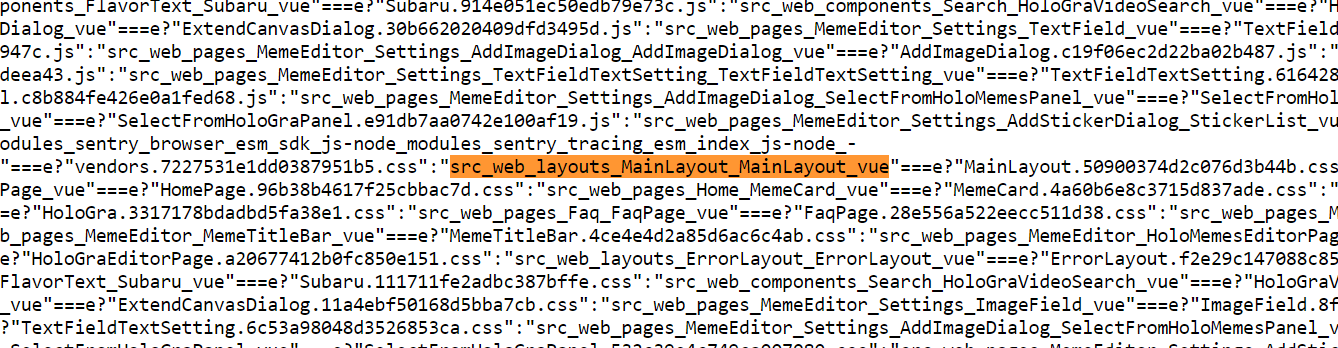 ponents_FlavorText_Subaru_vue"===e?"Subaru.914e051ec50edb79e73c.js":"src_web_components_Search_HoloGraVideoSearch_vue"===e?"H
Dialog_vue"===e?"ExtendCanvasDialog.30b662020409dfd3495d.js":"src_web_pages_MemeEditor_Settings_TextField_vue"===e?"TextField
947c.js":"src_web_pages_MemeEditor_Settings_AddImageDialog_AddImageDialog_vue"===e?"AddImageDialog.c19f06ec2d22ba02b487.js":"
deea43.js":"src_web_pages_MemeEditor_Settings_TextFieldTextSetting_TextFieldTextSetting_vue"===e?"TextFieldTextSetting.616428
l.c8b884fe426e0a1fed68.js":"src_web_pages_MemeEditor_Settings_AddImageDialog_SelectFromHoloMemesPanel_vue"===e?"SelectFromHol
_vue"===e?"SelectFromHoloGraPanel.e91db7aa0742e100af19.js":"src_web_pages_MemeEditor_Settings_AddStickerDialog_StickerList_vu
odules_sentry_browser_esm_sdk_js-node_modules_sentry_tracing_esm_index_js-node_-
"===e?"vendors.7227531e1dd0387951b5.css":"src_web_layouts_MainLayout_MainLayout_vue"===e?"MainLayout.50900374d2c076d3b44b.css
Page_vue"===e?"HomePage.96b38b4617f25cbbac7d.css":"src_web_pages_Home_MemeCard_vue"===e?"MemeCard.4a60b6e8c3715d837ade.css":"
=e?"HoloGra.3317178bdadbd5fa38e1.css":"src_web_pages_Faq_FaqPage_vue"===e?"FaqPage.28e556a522eecc511d38.css":"src_web_pages_M
b_pages_MemeEditor_MemeTitleBar_vue"===e?"MemeTitleBar.4ce4e4d2a85d6ac6c4ab.css":"src_web_pages_MemeEditor_HoloMemesEditorPag
e?"HoloGraEditorPage.a20677412b0fc850e151.css":"src_web_layouts_ErrorLayout_ErrorLayout_vue"===e?"ErrorLayout.f2e29c147088c85
FlavorText_Subaru_vue"===e?"Subaru.111711fe2adbc387bffe.css":"src_web_components_Search_HoloGraVideoSearch_vue"===e?"HoloGraV
_vue"===e?"ExtendCanvasDialog.11a4ebf50168d5bba7cb.css":"src_web_pages_MemeEditor_Settings_ImageField_vue"===e?"ImageField.8f
?"TextFieldTextSetting.6c53a98048d3526853ca.css":"src_web_pages_MemeEditor_Settings_AddImageDialog_SelectFromHoloMemesPanel_v